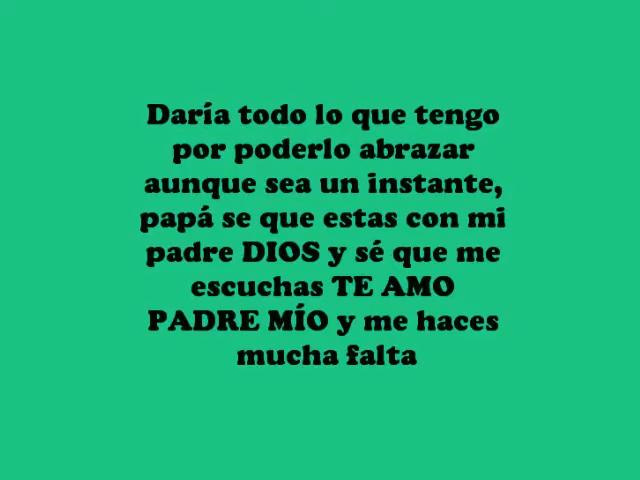 Daría todo lo que tengo
por poderlo abrazar
aunque sea un instante,
papá se que estas con mi
padre DIOS y sé que me
escuchas TE AMO
PADRE MÍO y me haces
mucha falta